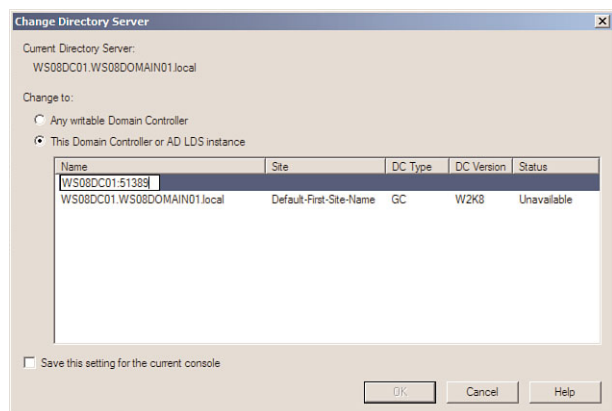 Change Directory Server
Current Directory Server:
WS08DC01.WS08DOMAIN01.local
Change to:
Any writable Domain Controller
This Domain Controller or AD LDS instance
Name Site DC Type DC Version Status
WS08DC01:51389
WS08DC01.WS08DOMAIN01.local Default-First-Site-Name GC W2K8 Unavailable
Save this setting for the current console
OK Cancel Help